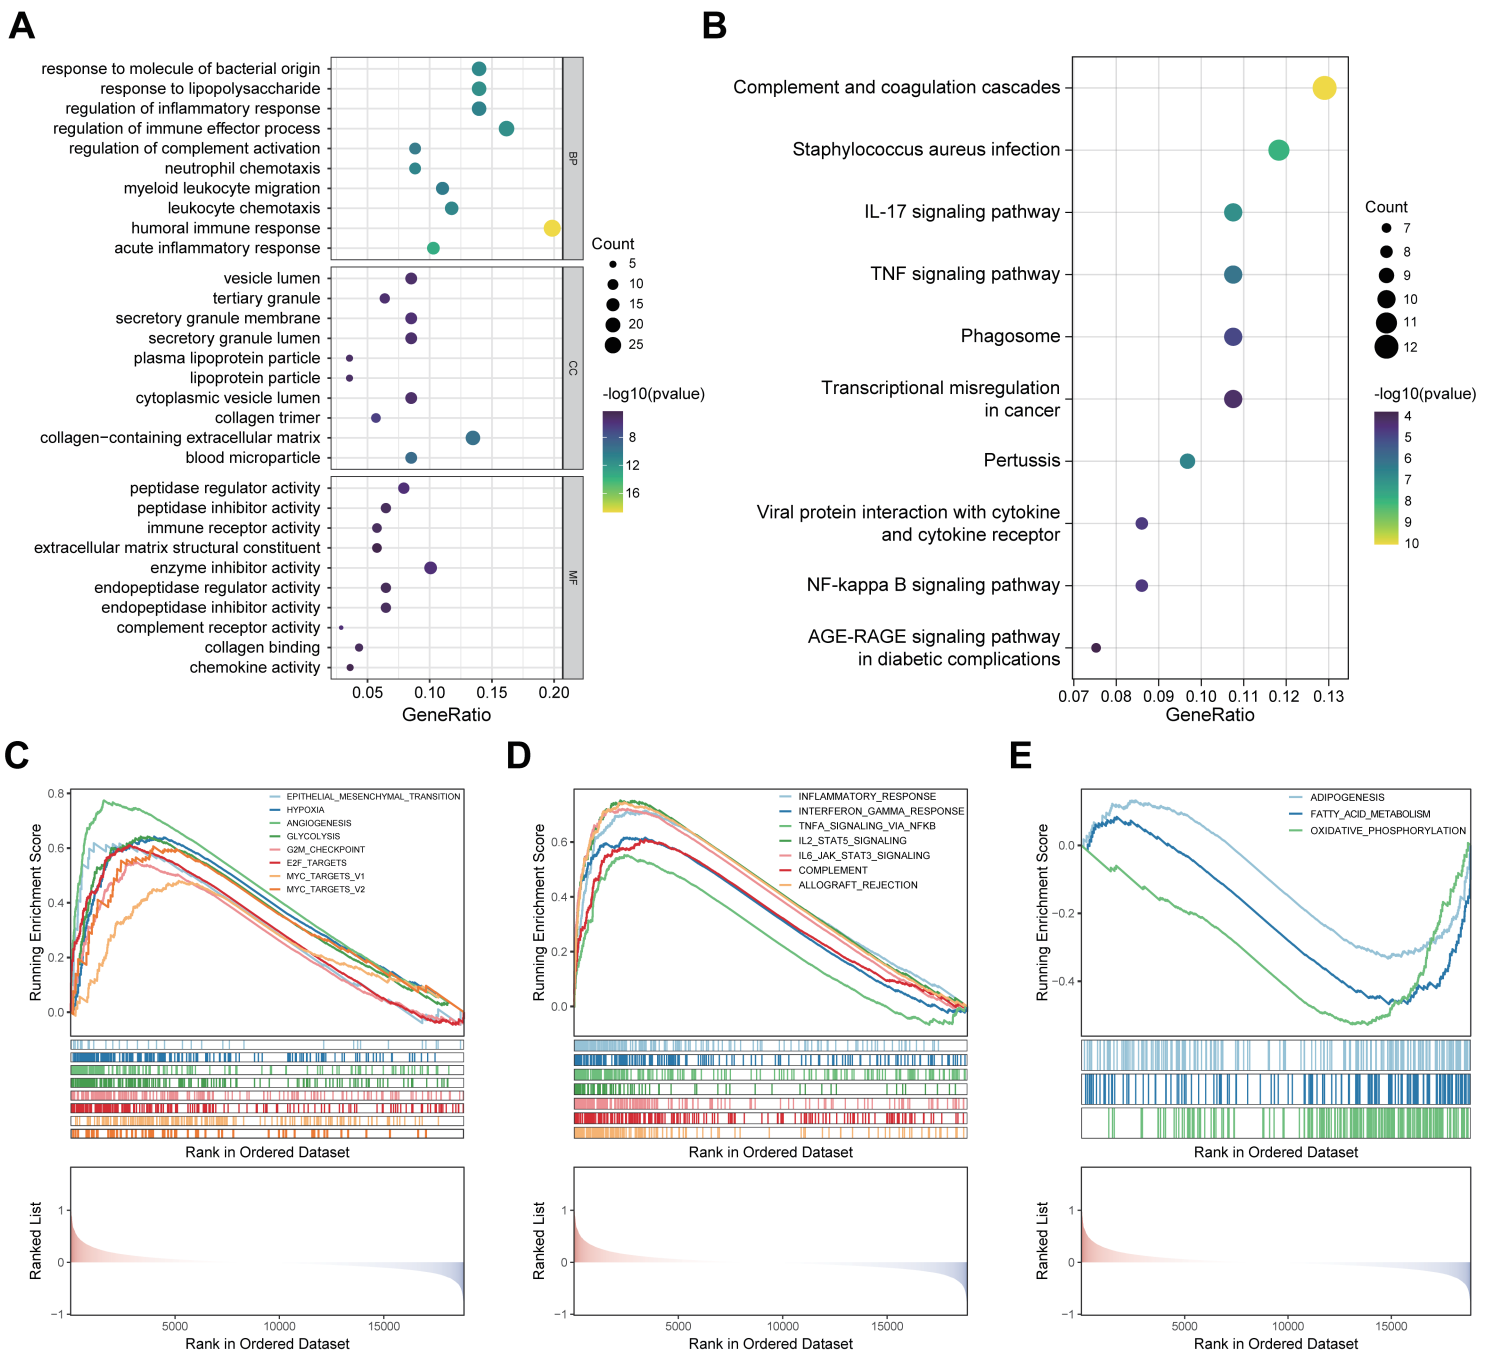 A
response to molecule of bacterial origin
response to lipopolysaccharide
regulation of inflammatory response
regulation of immune effector process
regulation of complement activation
neutrophil chemotaxis
myeloid leukocyte migration
leukocyte chemotaxis
humoral immune response
acute inflammatory response
BP
vesicle lumen
tertiary granule
secretory granule membrane
secretory granule lumen
plasma lipoprotein particle
lipoprotein particle
cytoplasmic vesicle lumen
collagen trimer
collagen−containing extracellular matrix
blood microparticle
CC
peptidase regulator activity
peptidase inhibitor activity
immune receptor activity
extracellular matrix structural constituent
enzyme inhibitor activity
endopeptidase regulator activity
endopeptidase inhibitor activity
complement receptor activity
collagen binding
chemokine activity
MF
0.05 0.10 0.15 0.20
GeneRatio
Count
5
10
15
20
25
-log10(pvalue)
8
12
16
B
Complement and coagulation cascades
Staphylococcus aureus infection
IL-17 signaling pathway
TNF signaling pathway
Phagosome
Transcriptional misregulation
in cancer
Pertussis
Viral protein interaction with cytokine
and cytokine receptor
NF-kappa B signaling pathway
AGE-RAGE signaling pathway
in diabetic complications
0.07 0.08 0.09 0.10 0.11 0.12 0.13
GeneRatio
Count
7
8
9
10
11
12
-log10(pvalue)
4
5
6
7
8
9
10
C
Running Enrichment Score
0.8
0.6
0.4
0.2
0.0
EPITHELIAL_MESENCHYMAL_TRANSITION
HYPOXIA
ANGIOGENESIS
GLYCOLYSIS
G2M_CHECKPOINT
E2F_TARGETS
MYC_TARGETS_V1
MYC_TARGETS_V2
Rank in Ordered Dataset
Ranked List
1
0
−1
5000 10000 15000
Rank in Ordered Dataset
D
Running Enrichment Score
0.6
0.4
0.2
0.0
INFLAMMATORY_RESPONSE
INTERFERON_GAMMA_RESPONSE
TNFA_SIGNALING_VIA_NFKB
IL2_STAT5_SIGNALING
IL6_JAK_STAT3_SIGNALING
COMPLEMENT
ALLOGRAFT_REJECTION
Rank in Ordered Dataset
Ranked List
1
0
−1
5000 10000 15000
Rank in Ordered Dataset
E
Running Enrichment Score
0.0
−0.2
−0.4
ADIPOGENESIS
FATTY_ACID_METABOLISM
OXIDATIVE_PHOSPHORYLATION
Rank in Ordered Dataset
Ranked List
1
0
−1
5000 10000 15000
Rank in Ordered Dataset